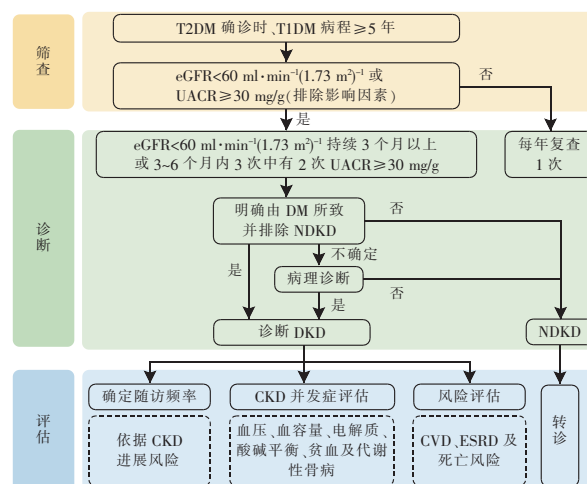 筛查
T2DM 确诊时、T1DM 病程≥5 年
eGFR<60 ml·min⁻¹(1.73 m²)⁻¹ 或
UACR≥30 mg/g(排除影响因素)
否
是
诊断
eGFR<60 ml·min⁻¹(1.73 m²)⁻¹ 持续 3 个月以上
或 3~6 个月内 3 次中有 2 次 UACR≥30 mg/g
每年复查
1 次
明确由 DM 所致
并排除 NDKD
否
不确定
是
病理诊断
是
否
诊断 DKD
NDKD
评估
确定随访频率
CKD 并发症评估
风险评估
转诊
依据 CKD
进展风险
血压、血容量、电解质、
酸碱平衡、贫血及代谢
性骨病
CVD、ESRD 及
死亡风险